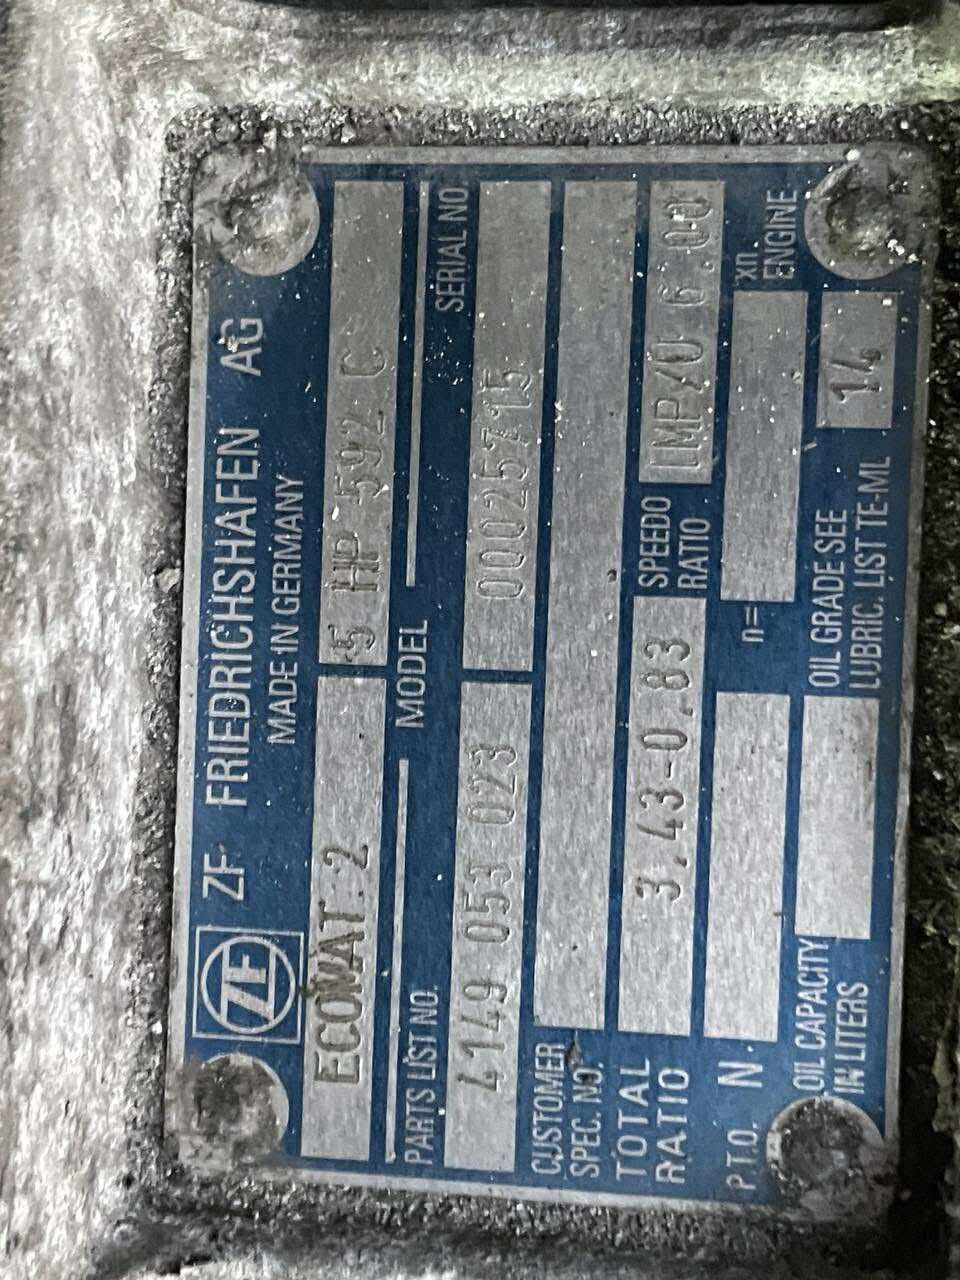 ZF FRIEDRICHSHAFEN AG
MADE IN GERMANY
ECOMAT 2 5 HP 592 C
MODEL
PARTS LIST NO. SERIAL NO.
4149 053 023 00025715
CUSTOMER
SPEC. NO.
TOTAL
RATIO 3.43-0.83 SPEEDO
RATIO IMP/U 6.00
P.T.O. N n= xn.
ENGINE
OIL CAPACITY
IN LITERS
OIL GRADE SEE
LUBRIC. LIST TE-ML 14